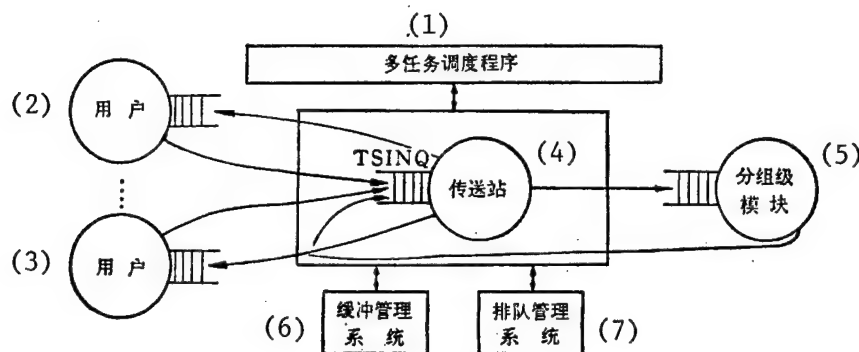 (1)
多任务调度程序
(2)
用户
TSINQ
(4)
传送站
(5)
分组级
模块
(3)
用户
(6)
缓冲管理
系统
排队管理
系统
(7)